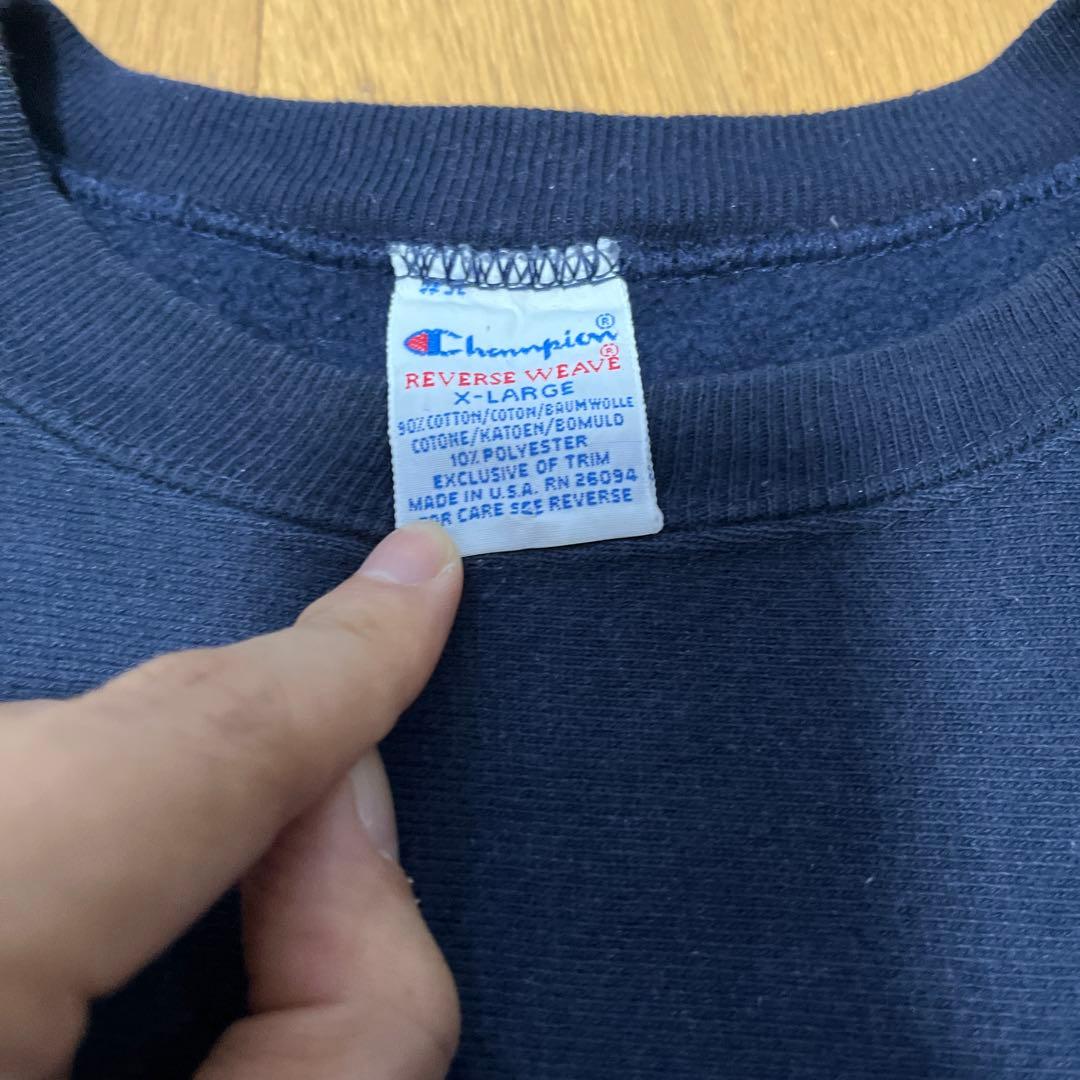 Champion®
REVERSE WEAVE®
X-LARGE
90% COTTON/COTON/BAUMWOLLE
COTONE/KATOEN/BOMULD
10% POLYESTER
EXCLUSIVE OF TRIM
MADE IN U.S.A. RN 26094
FOR CARE SEE REVERSE